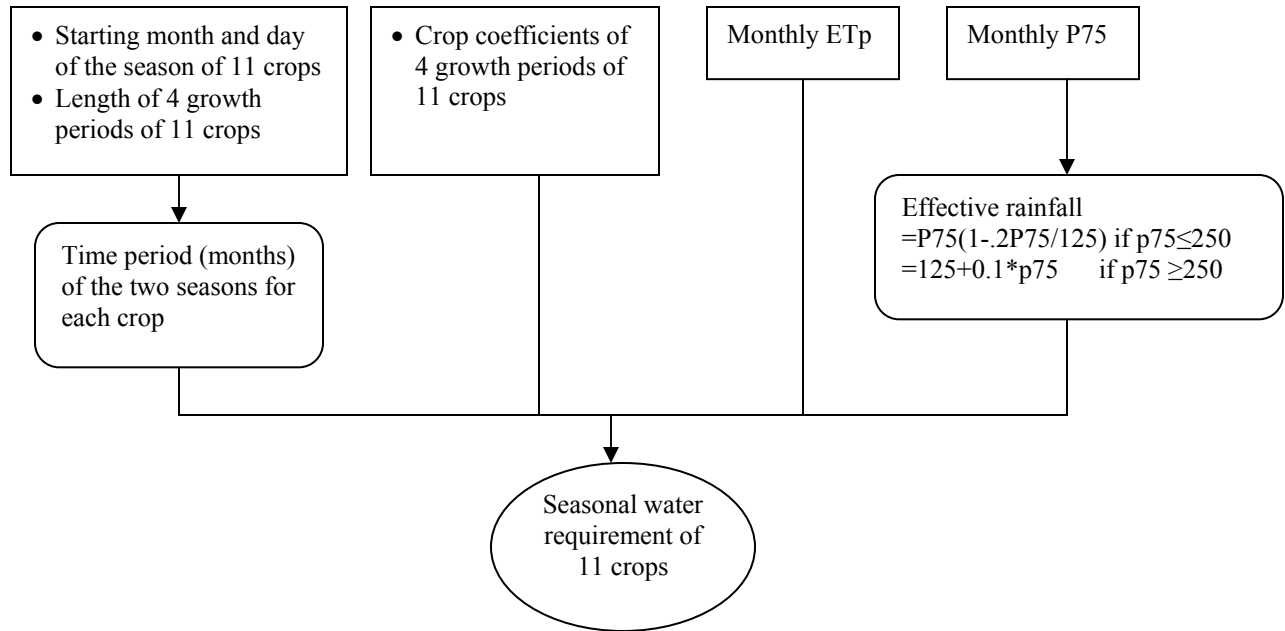 • Starting month and day
of the season of 11 crops
• Length of 4 growth
periods of 11 crops
• Crop coefficients of
4 growth periods of
11 crops
Monthly ETp
Monthly P75
Time period (months)
of the two seasons for
each crop
Effective rainfall
=P75(1-.2P75/125) if p75≤250
=125+0.1*p75 if p75 ≥250
Seasonal water
requirement of
11 crops